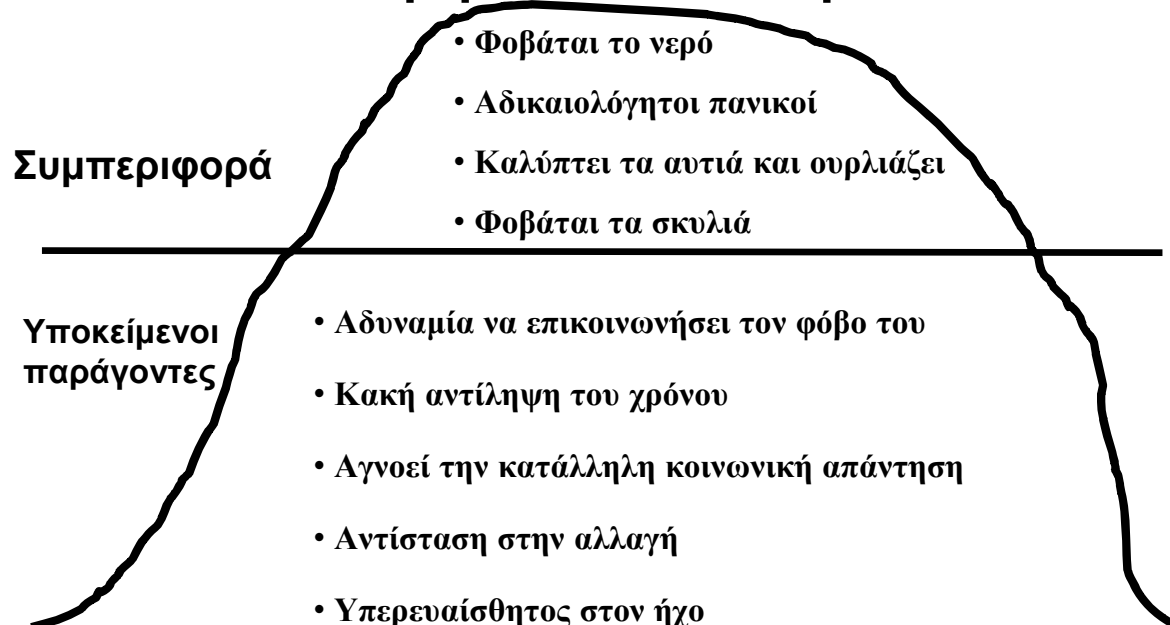 • Φοβάται το νερό
• Αδικαιολόγητοι πανικοί
Συμπεριφορά
• Καλύπτει τα αυτιά και ουρλιάζει
• Φοβάται τα σκυλιά
Υποκείμενοι
παράγοντες
• Αδυναμία να επικοινωνήσει τον φόβο του
• Κακή αντίληψη του χρόνου
• Αγνοεί την κατάλληλη κοινωνική απάντηση
• Αντίσταση στην αλλαγή
• Υπερευαίσθητος στον ήχο